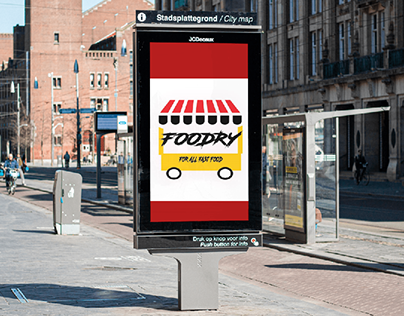 Stadsplattegrond / City map
JCDecaux
FOODRY
FOR ALL FAST FOOD
Druk op knop voor info
Push button for info